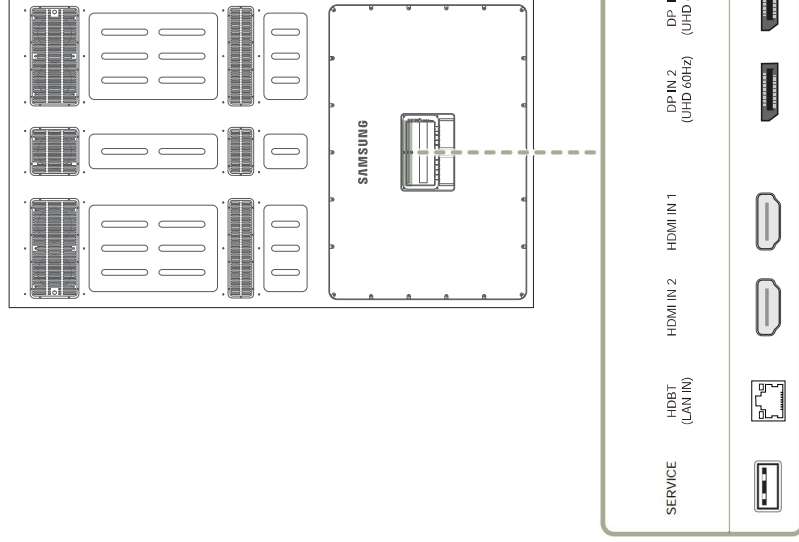 SAMSUNG
DP IN 2
(UHD 60Hz)
HDMI IN 1
HDMI IN 2
HDBT
(LAN IN)
SERVICE
(UHD
DP